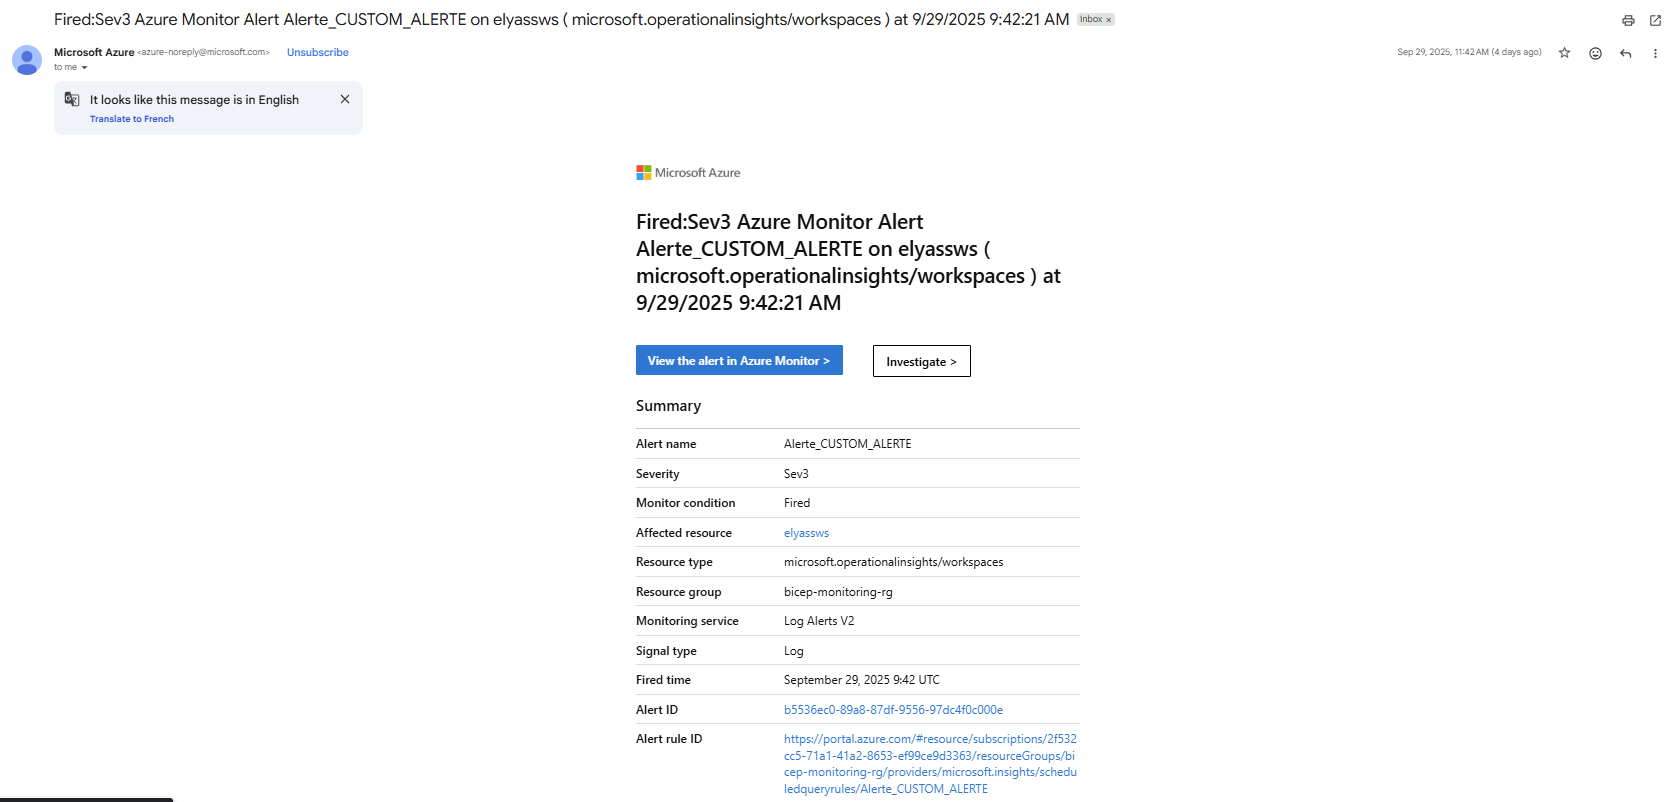 Fired:Sev3 Azure Monitor Alert Alerte_CUSTOM_ALERTE on elyassws ( microsoft.operationalinsights/workspaces ) at 9/29/2025 9:42:21 AM Inbox ×
Microsoft Azure <azure-noreply@microsoft.com> Unsubscribe Sep 29, 2025, 11:42 AM (4 days ago)
to me
It looks like this message is in English
Translate to French
Microsoft Azure
Fired:Sev3 Azure Monitor Alert
Alerte_CUSTOM_ALERTE on elyassws (
microsoft.operationalinsights/workspaces ) at
9/29/2025 9:42:21 AM
View the alert in Azure Monitor > Investigate >
Summary
Alert name Alerte_CUSTOM_ALERTE
Severity Sev3
Monitor condition Fired
Affected resource elyassws
Resource type microsoft.operationalinsights/workspaces
Resource group bicep-monitoring-rg
Monitoring service Log Alerts V2
Signal type Log
Fired time September 29, 2025 9:42 UTC
Alert ID b5536ec0-89a8-87df-9556-97dc4f0c000e
Alert rule ID https://portal.azure.com/#resource/subscriptions/2f532
cc5-71a1-41a2-8653-ef99ce9d3363/resourceGroups/bi
cep-monitoring-rg/providers/microsoft.insights/schedu
ledqueryrules/Alerte_CUSTOM_ALERTE